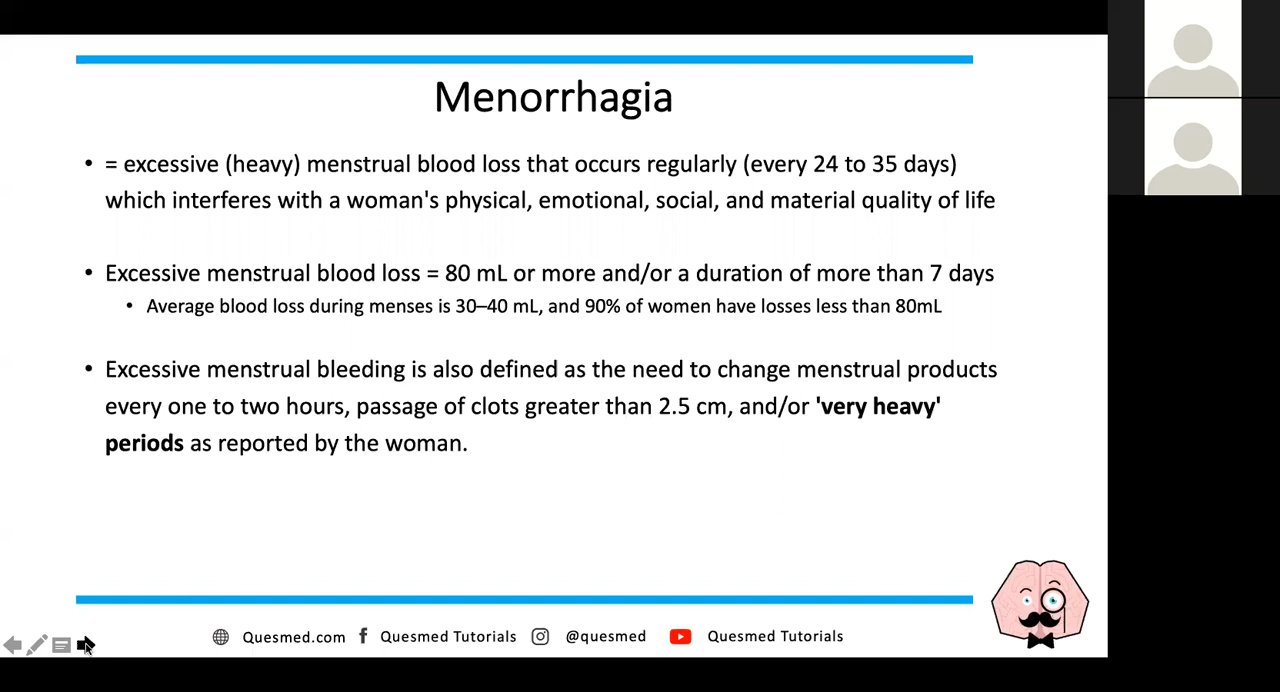 Menorrhagia
• = excessive (heavy) menstrual blood loss that occurs regularly (every 24 to 35 days)
which interferes with a woman's physical, emotional, social, and material quality of life
• Excessive menstrual blood loss = 80 mL or more and/or a duration of more than 7 days
• Average blood loss during menses is 30–40 mL, and 90% of women have losses less than 80mL
• Excessive menstrual bleeding is also defined as the need to change menstrual products
every one to two hours, passage of clots greater than 2.5 cm, and/or 'very heavy'
periods as reported by the woman.
Quesmed.com f Quesmed Tutorials @quesmed Quesmed Tutorials